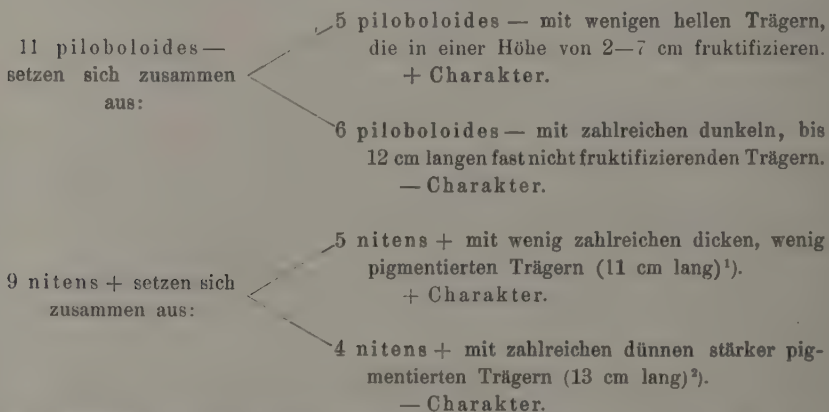 11 piloboloides —
setzen sich zusammen
aus:
5 piloboloides — mit wenigen hellen Trägern,
die in einer Höhe von 2—7 cm fruktifizieren.
+ Charakter.
6 piloboloides — mit zahlreichen dunkeln, bis
12 cm langen fast nicht fruktifizierenden Trägern.
— Charakter.
9 nitens + setzen sich
zusammen aus:
5 nitens + mit wenig zahlreichen dicken, wenig
pigmentierten Trägern (11 cm lang)¹).
+ Charakter.
4 nitens + mit zahlreichen dünnen stärker pig-
mentierten Trägern (13 cm lang)²).
— Charakter.